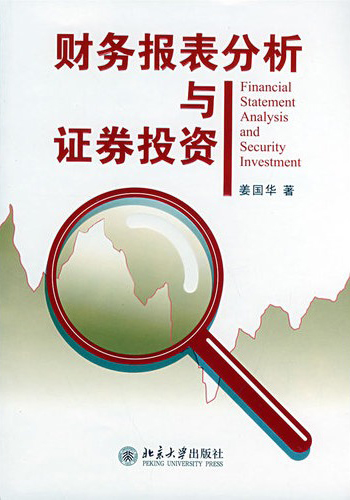 财务报表分析
与
证券投资
Financial
Statement
Analysis
and
Security
Investment
姜国华 著
北京大学出版社
PEKING UNIVERSITY PRESS